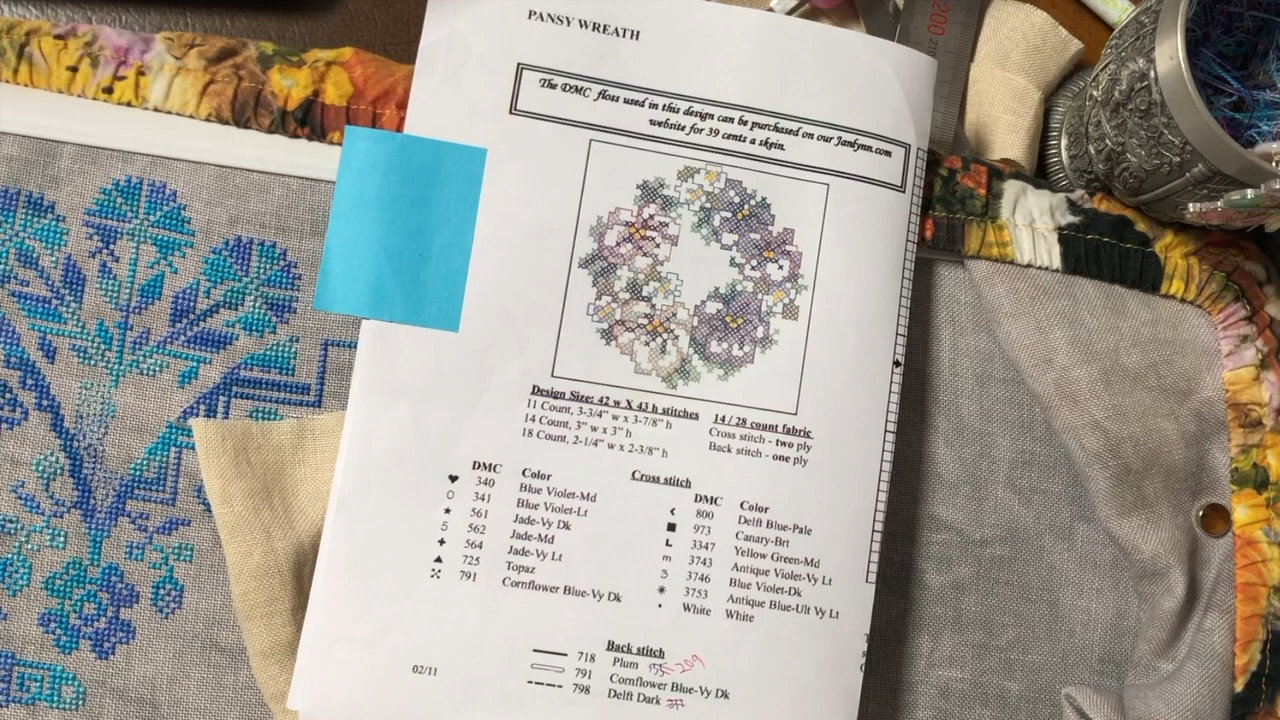 PANSY WREATH
The DMC floss used in this design can be purchased on our Janlynn.com
website for 39 cents a skein.
Design Size: 42 w X 43 h stitches
11 Count, 3-3/4" w x 3-7/8" h
14 Count, 3" w x 3" h
18 Count, 2-1/4" w x 2-3/8" h
14 / 28 count fabric
Cross stitch - two ply
Back stitch - one ply
Cross stitch
DMC Color
340 Blue Violet-Md
341 Blue Violet-Lt
561 Jade-Vy Dk
562 Jade-Md
564 Jade-Vy Lt
725 Topaz
791 Cornflower Blue-Vy Dk
DMC Color
800 Delft Blue-Pale
973 Canary-Brt
3347 Yellow Green-Md
3743 Antique Violet-Vy Lt
3746 Blue Violet-Dk
3753 Antique Blue-Ult Vy Lt
White White
Back stitch
718 Plum 209
791 Cornflower Blue-Vy Dk
798 Delft Dark
02/11
200